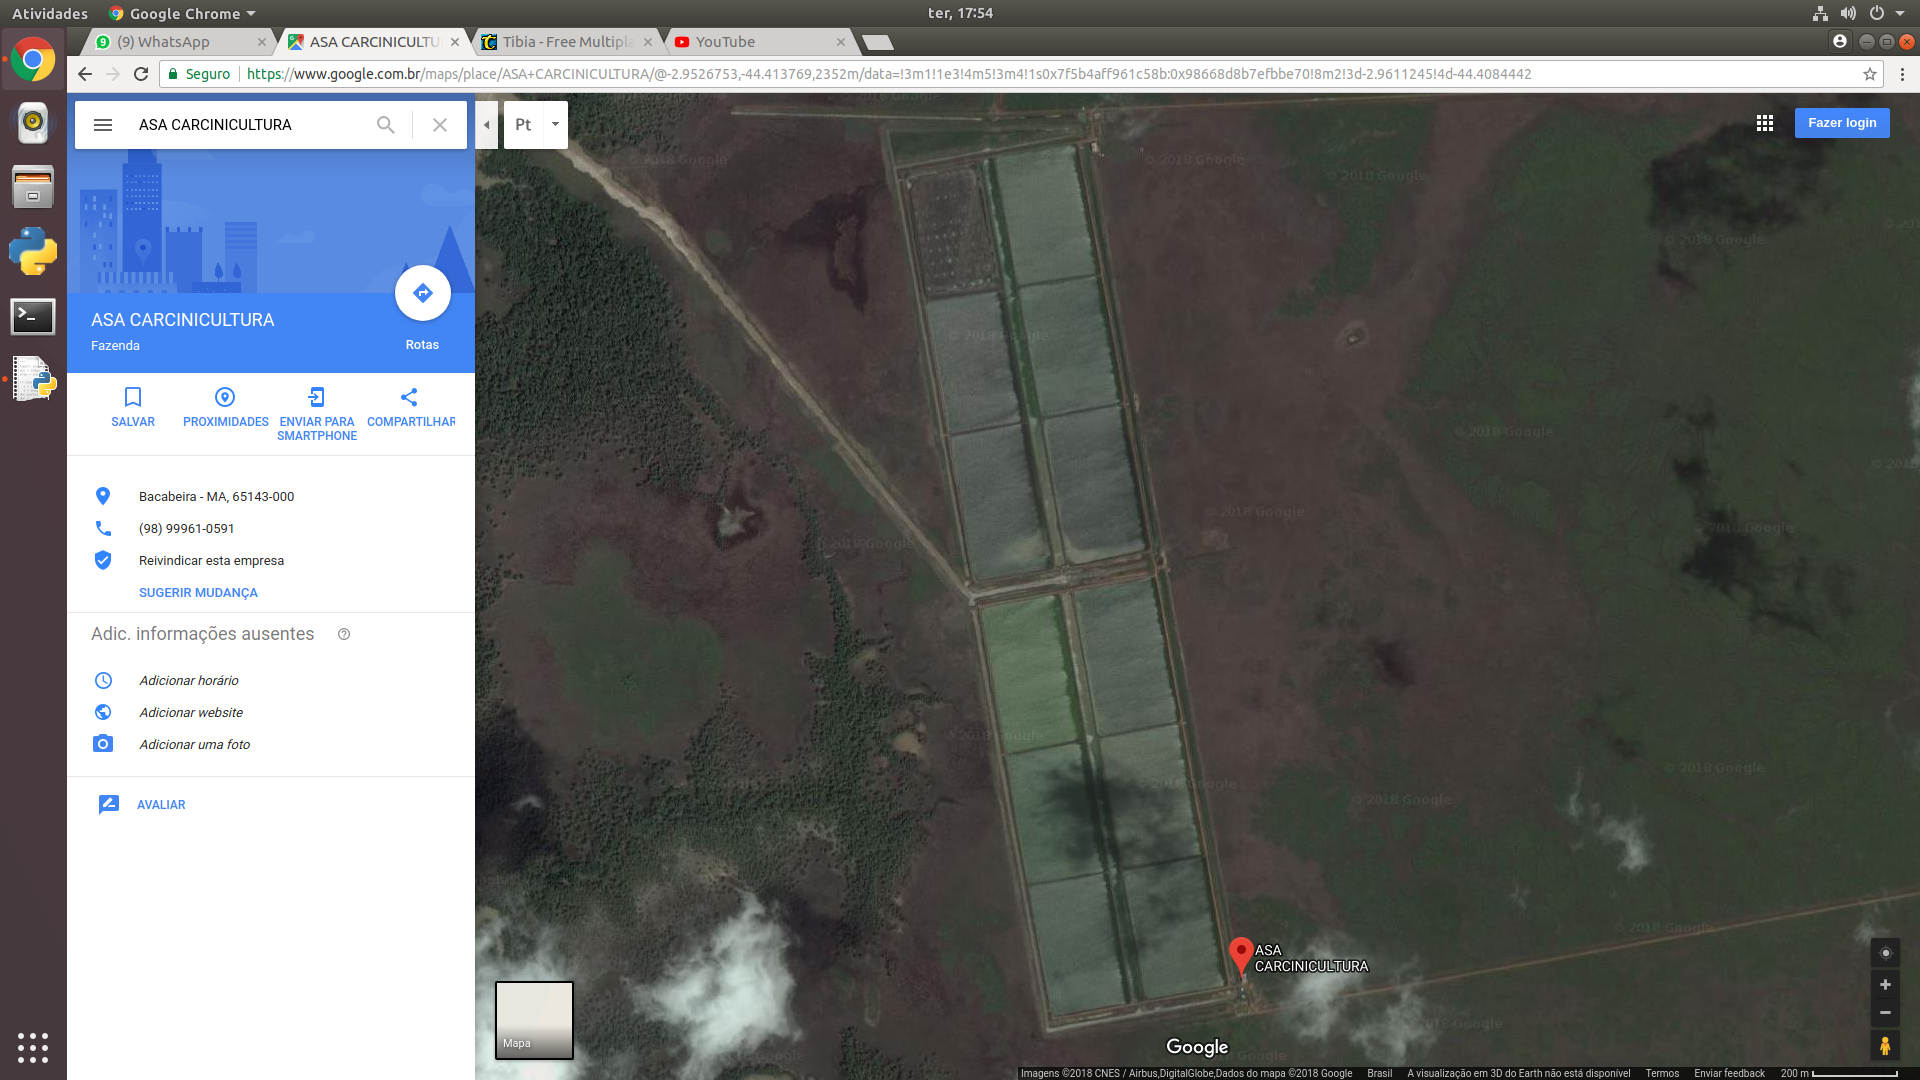 Atividades
Google Chrome
ter, 17:54
(9) WhatsApp
ASA CARCINICULTU
Tibia - Free Multipla
YouTube
Seguro
https://www.google.com.br/maps/place/ASA+CARCINICULTURA/@-2.9526753,-44.413769,2352m/data=!3m1!1e3!4m5!3m4!1s0x7f5b4aff961c58b:0x98668d8b7efbbe70!8m2!3d-2.9611245!4d-44.4084442
ASA CARCINICULTURA
Pt
Fazer login
ASA CARCINICULTURA
Fazenda
Rotas
SALVAR
PROXIMIDADES
ENVIAR PARA
SMARTPHONE
COMPARTILHAR
Bacabeira - MA, 65143-000
(98) 99961-0591
Reivindicar esta empresa
SUGERIR MUDANÇA
Adic. informações ausentes
Adicionar horário
Adicionar website
Adicionar uma foto
AVALIAR
ASA
CARCINICULTURA
Mapa
Google
Imagens ©2018 CNES / Airbus,DigitalGlobe,Dados do mapa ©2018 Google
Brasil
A visualização em 3D do Earth não está disponível
Termos
Enviar feedback
200 m
© 2018 Google